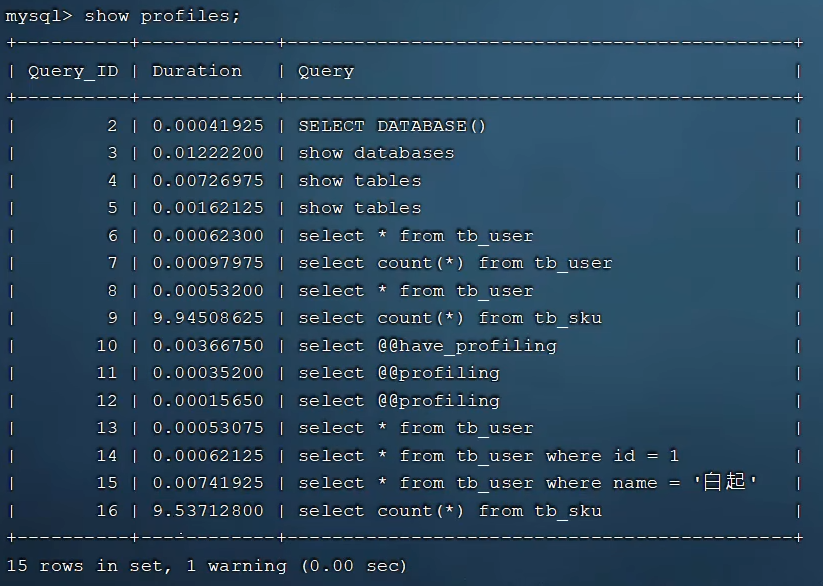 mysql> show profiles;
+----------+------------+---------------------------------------------+
| Query_ID | Duration   | Query                                       |
+----------+------------+---------------------------------------------+
|        2 | 0.00041925 | SELECT DATABASE()                           |
|        3 | 0.01222200 | show databases                              |
|        4 | 0.00726975 | show tables                                 |
|        5 | 0.00162125 | show tables                                 |
|        6 | 0.00062300 | select * from tb_user                       |
|        7 | 0.00097975 | select count(*) from tb_user                |
|        8 | 0.00053200 | select * from tb_user                       |
|        9 | 9.94508625 | select count(*) from tb_sku                 |
|       10 | 0.00366750 | select @@have_profiling                     |
|       11 | 0.00035200 | select @@profiling                          |
|       12 | 0.00015650 | select @@profiling                          |
|       13 | 0.00053075 | select * from tb_user                       |
|       14 | 0.00062125 | select * from tb_user where id = 1          |
|       15 | 0.00741925 | select * from tb_user where name = '白起'   |
|       16 | 9.53712800 | select count(*) from tb_sku                 |
+----------+------------+---------------------------------------------+
15 rows in set, 1 warning (0.00 sec)